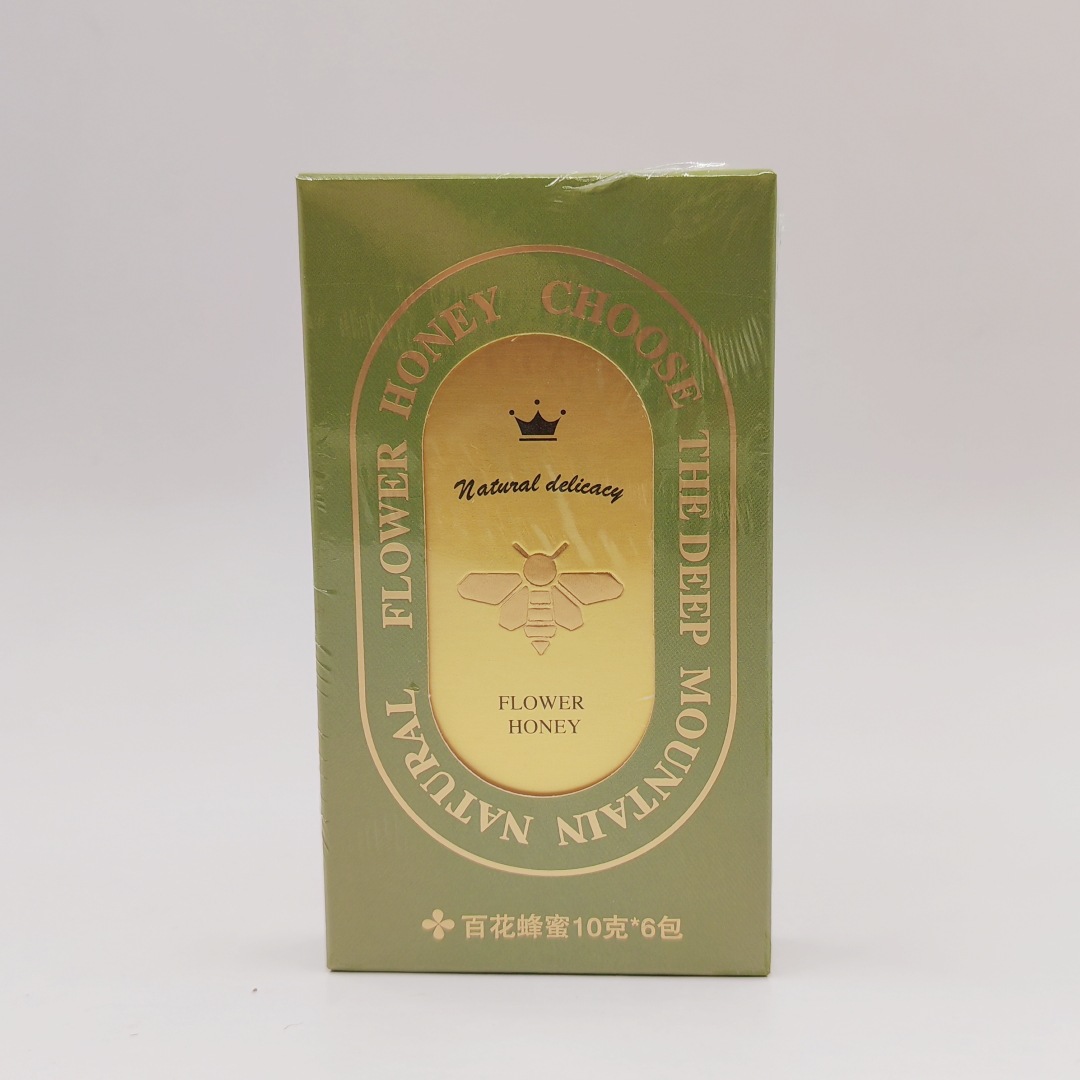 CHOOSE THE DEEP MOUNTAIN NATURAL FLOWER HONEY
Natural delicacy
FLOWER
HONEY
百花蜂蜜10克*6包